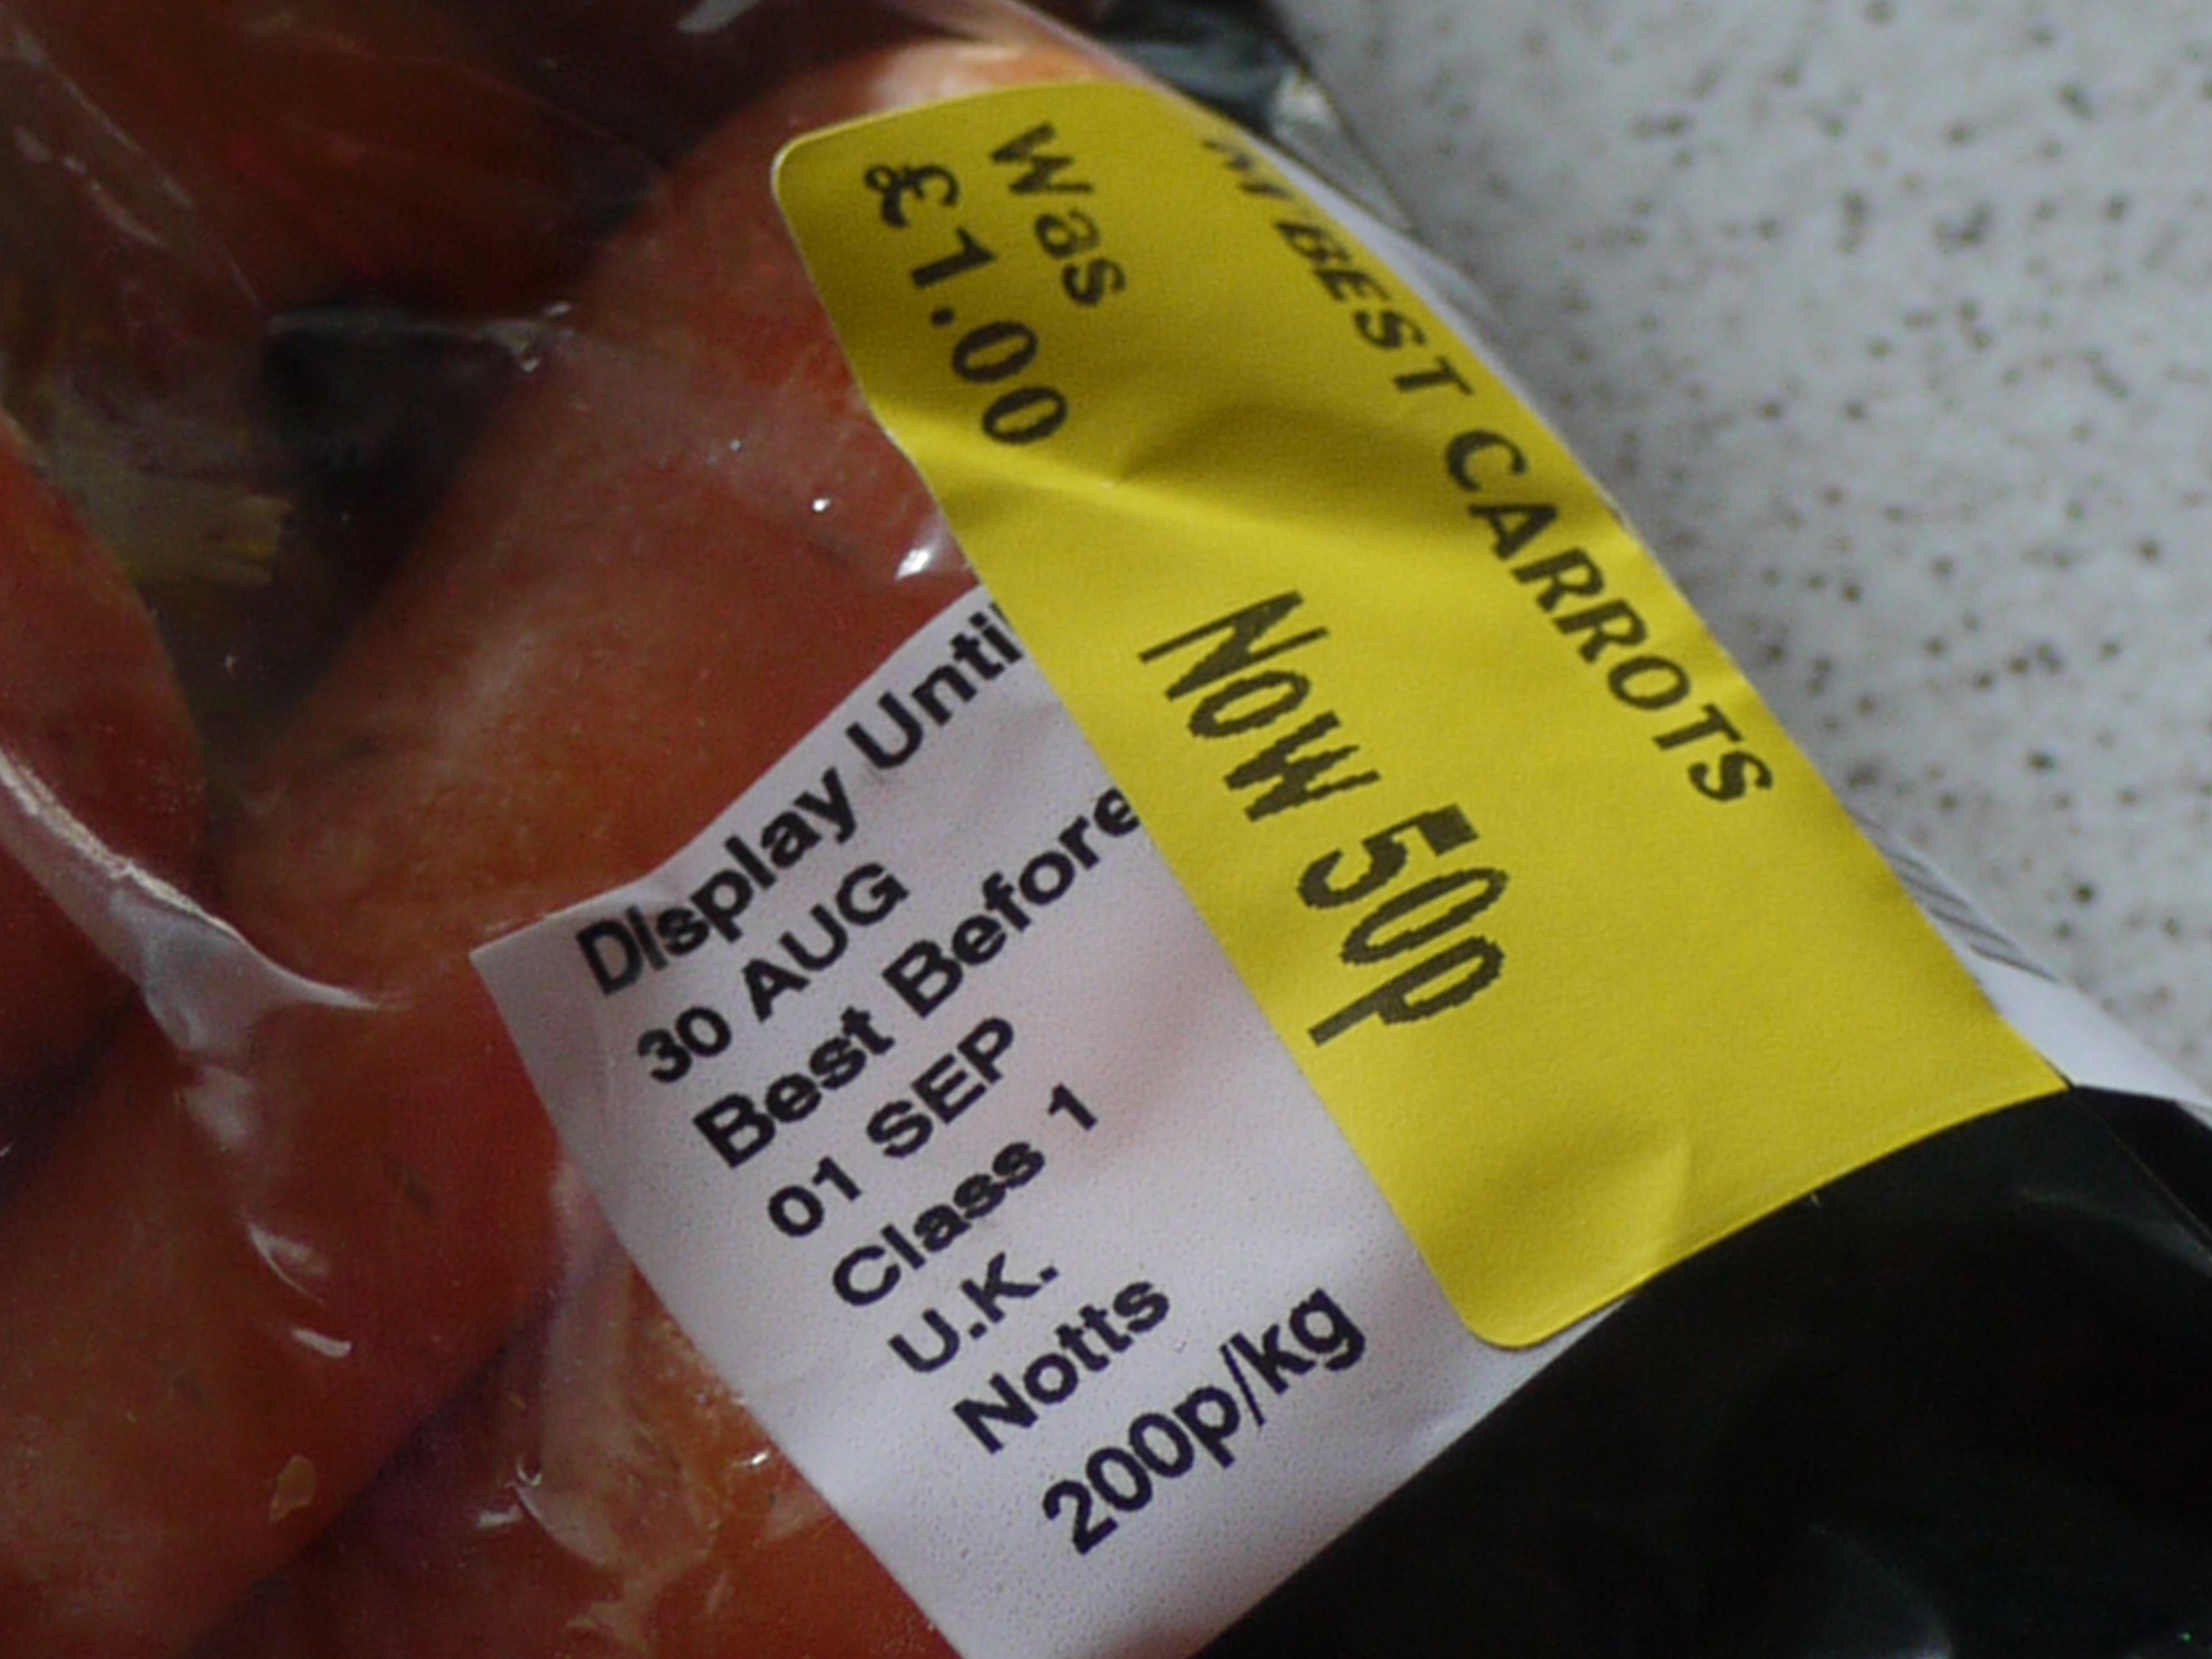 M BEST CARROTS
Was
£1.00
Now 50p
Display Until
30 AUG
Best Before
01 SEP
Class 1
U.K.
Notts
200p/kg